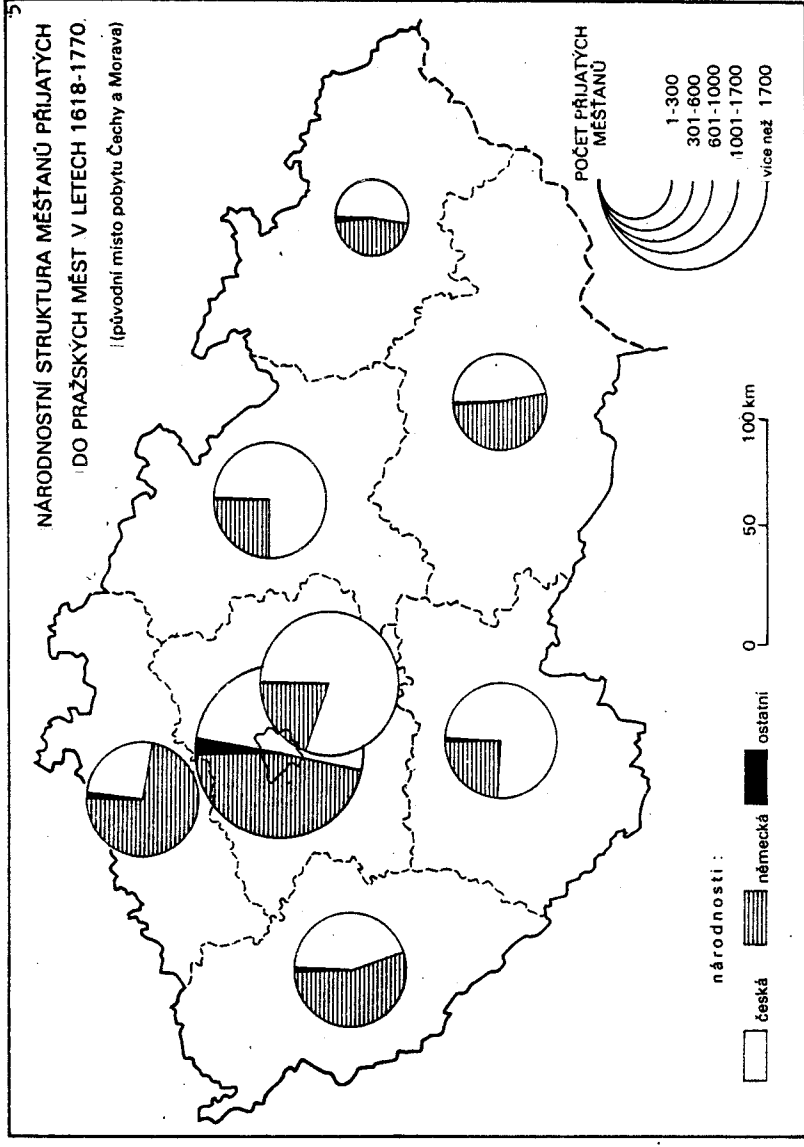 5
NÁRODNOSTNÍ STRUKTURA MĚŠŤANŮ PŘIJATÝCH
DO PRAŽSKÝCH MĚST V LETECH 1618-1770.
(původní místo pobytu Čechy a Morava)
POČET PŘIJATÝCH
MĚŠŤANŮ
1-300
301-600
601-1000
1001-1700
více než 1700
národnosti :
česká
německá
ostatní
0
50
100 km